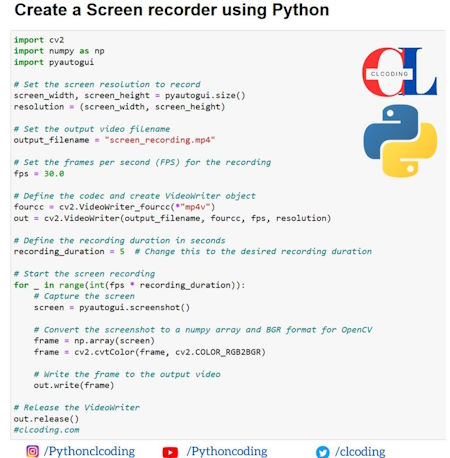 Create a Screen recorder using Python
import cv2
import numpy as np
import pyautogui
CL
CLCODING
# Set the screen resolution to record
screen_width, screen_height = pyautogui.size()
resolution = (screen_width, screen_height)
# Set the output video filename
output_filename = "screen_recording.mp4"
# Set the frames per second (FPS) for the recording
fps = 30.0
# Define the codec and create VideoWriter object
fourcc = cv2.VideoWriter_fourcc(*"mp4v")
out = cv2.VideoWriter(output_filename, fourcc, fps, resolution)
# Define the recording duration in seconds
recording_duration = 5  # Change this to the desired recording duration
# Start the screen recording
for _ in range(int(fps * recording_duration)):
    # Capture the screen
    screen = pyautogui.screenshot()
    # Convert the screenshot to a numpy array and BGR format for OpenCV
    frame = np.array(screen)
    frame = cv2.cvtColor(frame, cv2.COLOR_RGB2BGR)
    # Write the frame to the output video
    out.write(frame)
# Release the VideoWriter
out.release()
#clcoding.com
/Pythonclcoding /Pythoncoding /clcoding